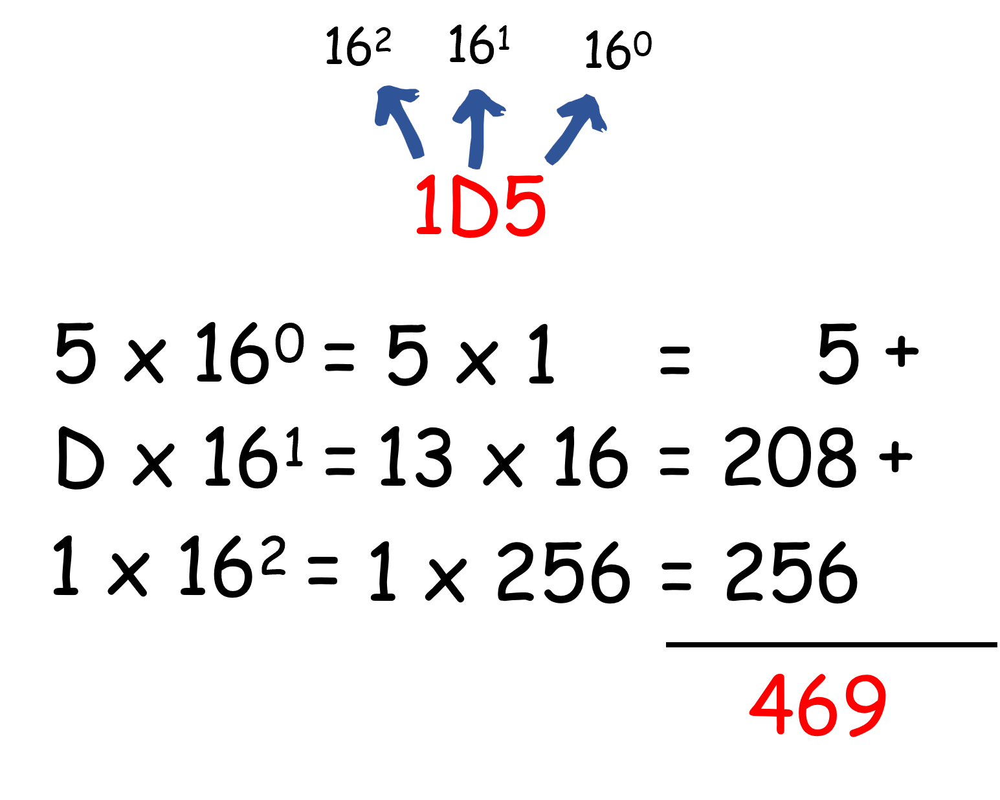 16² 16¹ 16⁰
1D5
5 x 16⁰ = 5 x 1 = 5 +
D x 16¹ = 13 x 16 = 208 +
1 x 16² = 1 x 256 = 256
469